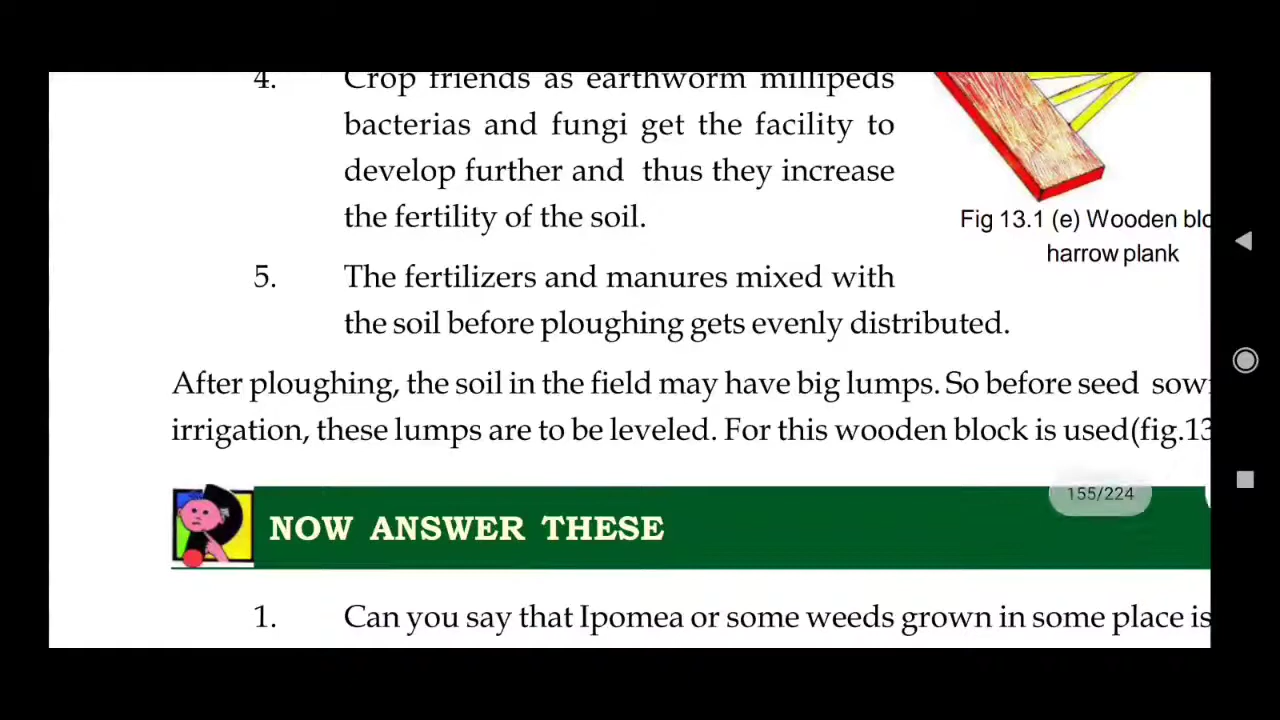 4. Crop friends as earthworm millipeds
bacterias and fungi get the facility to
develop further and thus they increase
the fertility of the soil.
Fig 13.1 (e) Wooden
harrow plank
5. The fertilizers and manures mixed with
the soil before ploughing gets evenly distributed.
After ploughing, the soil in the field may have big lumps. So before seed
irrigation, these lumps are to be leveled. For this wooden block is used(fig.13
155/224
NOW ANSWER THESE
1. Can you say that Ipomea or some weeds grown in some place is